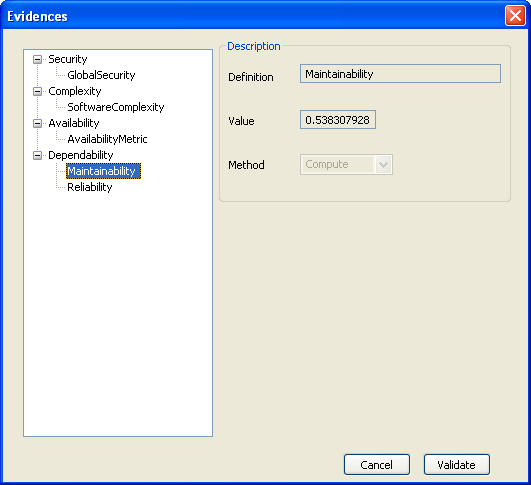 Evidences
Security
GlobalSecurity
Complexity
SoftwareComplexity
Availability
AvailabilityMetric
Dependability
Maintainability
Reliability
Description
Definition Maintainability
Value 0.538307928
Method Compute
Cancel Validate